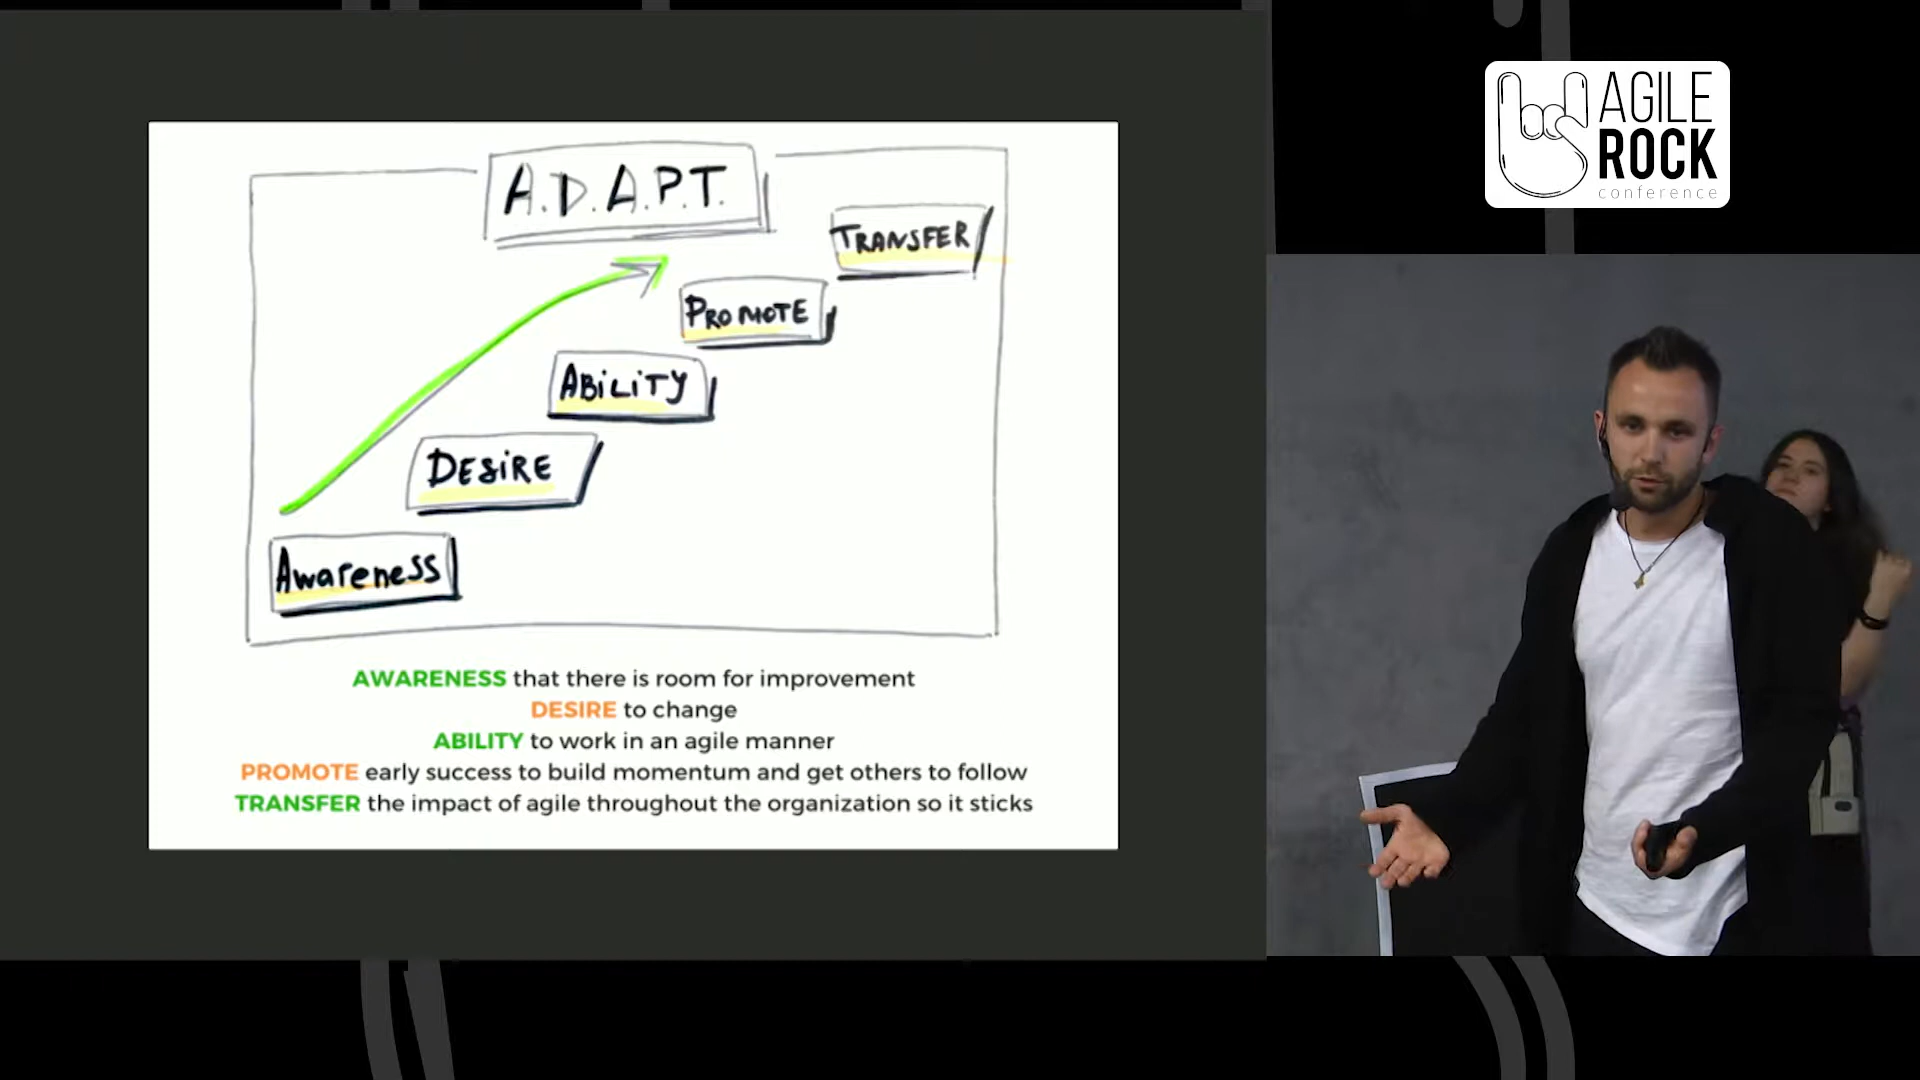 A.D.A.P.T.
TRANSFER
PROMOTE
ABiLiTY
DESiRE
Awareness
AWARENESS that there is room for improvement
DESIRE to change
ABILITY to work in an agile manner
PROMOTE early success to build momentum and get others to follow
TRANSFER the impact of agile throughout the organization so it sticks
AGILE
ROCK
conference